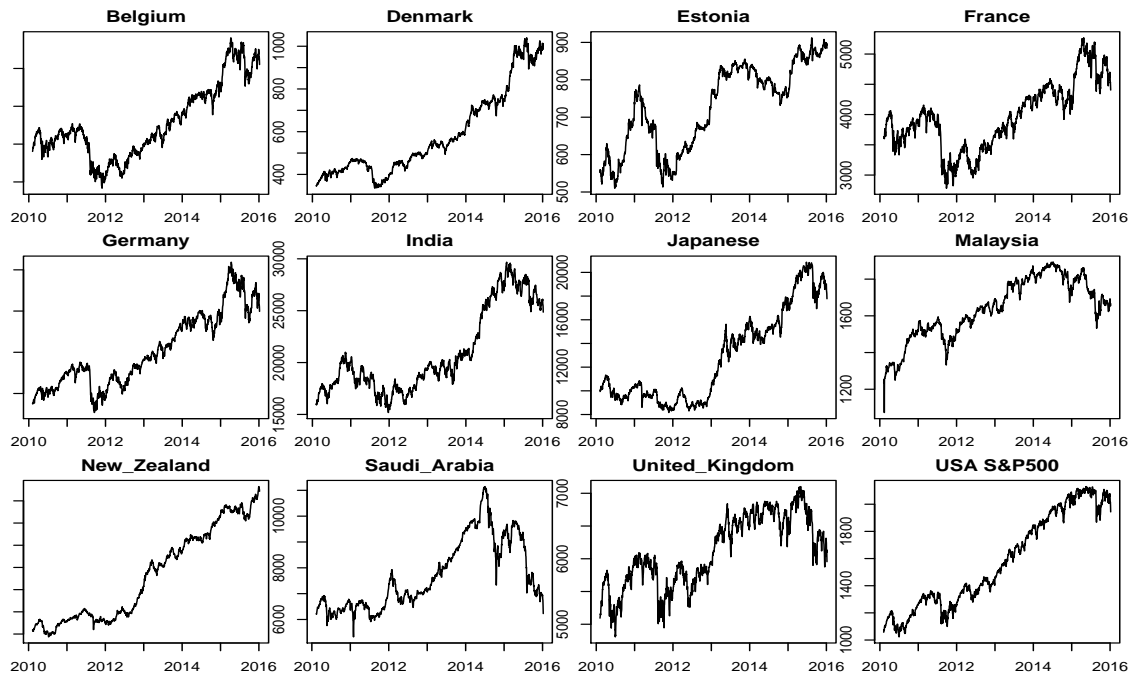 Belgium
Denmark
Estonia
France
400 600 800 1000
500 600 700 800 900
3000 4000 5000
2010 2012 2014 2016
2010 2012 2014 2016
2010 2012 2014 2016
2010 2012 2014 2016
Germany
India
Japanese
Malaysia
15000 20000 25000 30000
8000 10000 12000 16000 20000
1200 1600
2010 2012 2014 2016
2010 2012 2014 2016
2010 2012 2014 2016
2010 2012 2014 2016
New_Zealand
Saudi_Arabia
United_Kingdom
USA S&P500
6000 8000 10000
5000 6000 7000
1000 1400 1800
2010 2012 2014 2016
2010 2012 2014 2016
2010 2012 2014 2016
2010 2012 2014 2016